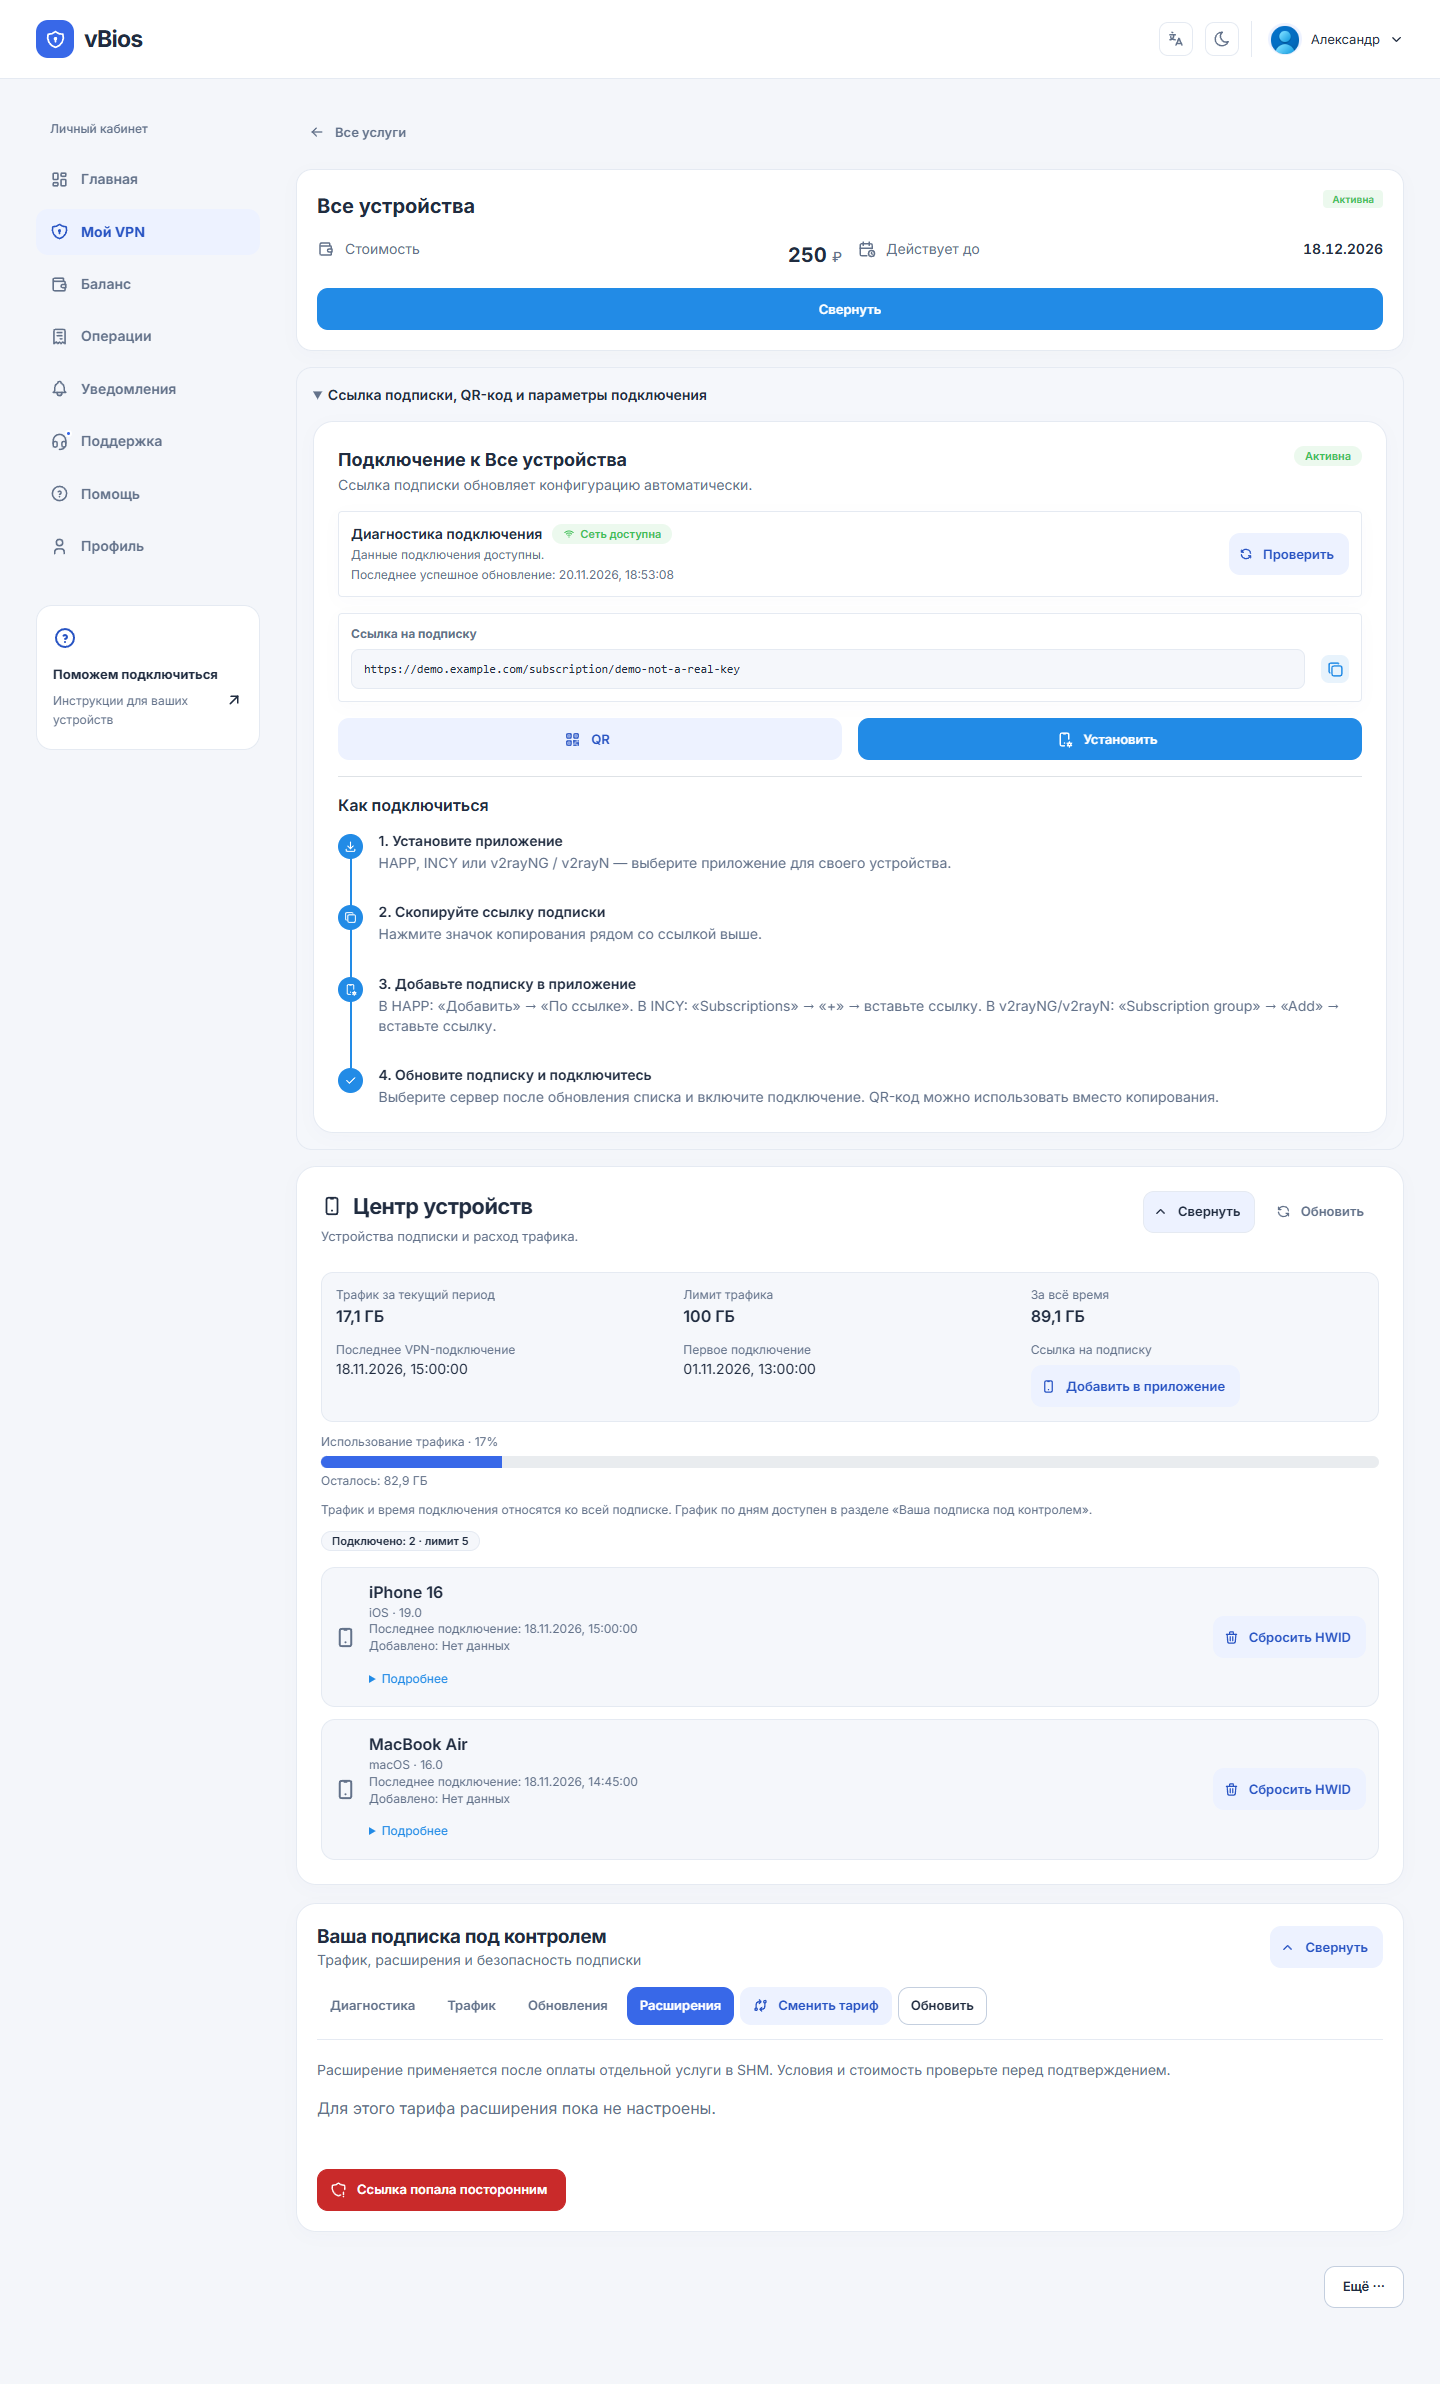 vBios
Александр
Личный кабинет
Главная
Мой VPN
Баланс
Операции
Уведомления
Поддержка
Помощь
Профиль
Поможем подключиться
Инструкции для ваших
устройств
Все услуги
Все устройства
Активна
Стоимость
250 ₽
Действует до
18.12.2026
Свернуть
Ссылка подписки, QR-код и параметры подключения
Подключение к Все устройства
Активна
Ссылка подписки обновляет конфигурацию автоматически.
Диагностика подключения
Сеть доступна
Данные подключения доступны.
Последнее успешное обновление: 20.11.2026, 18:53:08
Проверить
Ссылка на подписку
https://demo.example.com/subscription/demo-not-a-real-key
QR
Установить
Как подключиться
1. Установите приложение
HAPP, INCY или v2rayNG / v2rayN — выберите приложение для своего устройства.
2. Скопируйте ссылку подписки
Нажмите значок копирования рядом со ссылкой выше.
3. Добавьте подписку в приложение
В HAPP: «Добавить» → «По ссылке». В INCY: «Subscriptions» → «+» → вставьте ссылку. В v2rayNG/v2rayN: «Subscription group» → «Add» →
вставьте ссылку.
4. Обновите подписку и подключитесь
Выберите сервер после обновления списка и включите подключение. QR-код можно использовать вместо копирования.
Центр устройств
Устройства подписки и расход трафика.
Свернуть
Обновить
Трафик за текущий период
17,1 ГБ
Лимит трафика
100 ГБ
За всё время
89,1 ГБ
Последнее VPN-подключение
18.11.2026, 15:00:00
Первое подключение
01.11.2026, 13:00:00
Ссылка на подписку
Добавить в приложение
Использование трафика · 17%
Осталось: 82,9 ГБ
Трафик и время подключения относятся ко всей подписке. График по дням доступен в разделе «Ваша подписка под контролем».
Подключено: 2 · лимит 5
iPhone 16
iOS · 19.0
Последнее подключение: 18.11.2026, 15:00:00
Добавлено: Нет данных
Подробнее
Сбросить HWID
MacBook Air
macOS · 16.0
Последнее подключение: 18.11.2026, 14:45:00
Добавлено: Нет данных
Подробнее
Сбросить HWID
Ваша подписка под контролем
Трафик, расширения и безопасность подписки
Свернуть
Диагностика
Трафик
Обновления
Расширения
Сменить тариф
Обновить
Расширение применяется после оплаты отдельной услуги в SHM. Условия и стоимость проверьте перед подтверждением.
Для этого тарифа расширения пока не настроены.
Ссылка попала посторонним
Ещё ···